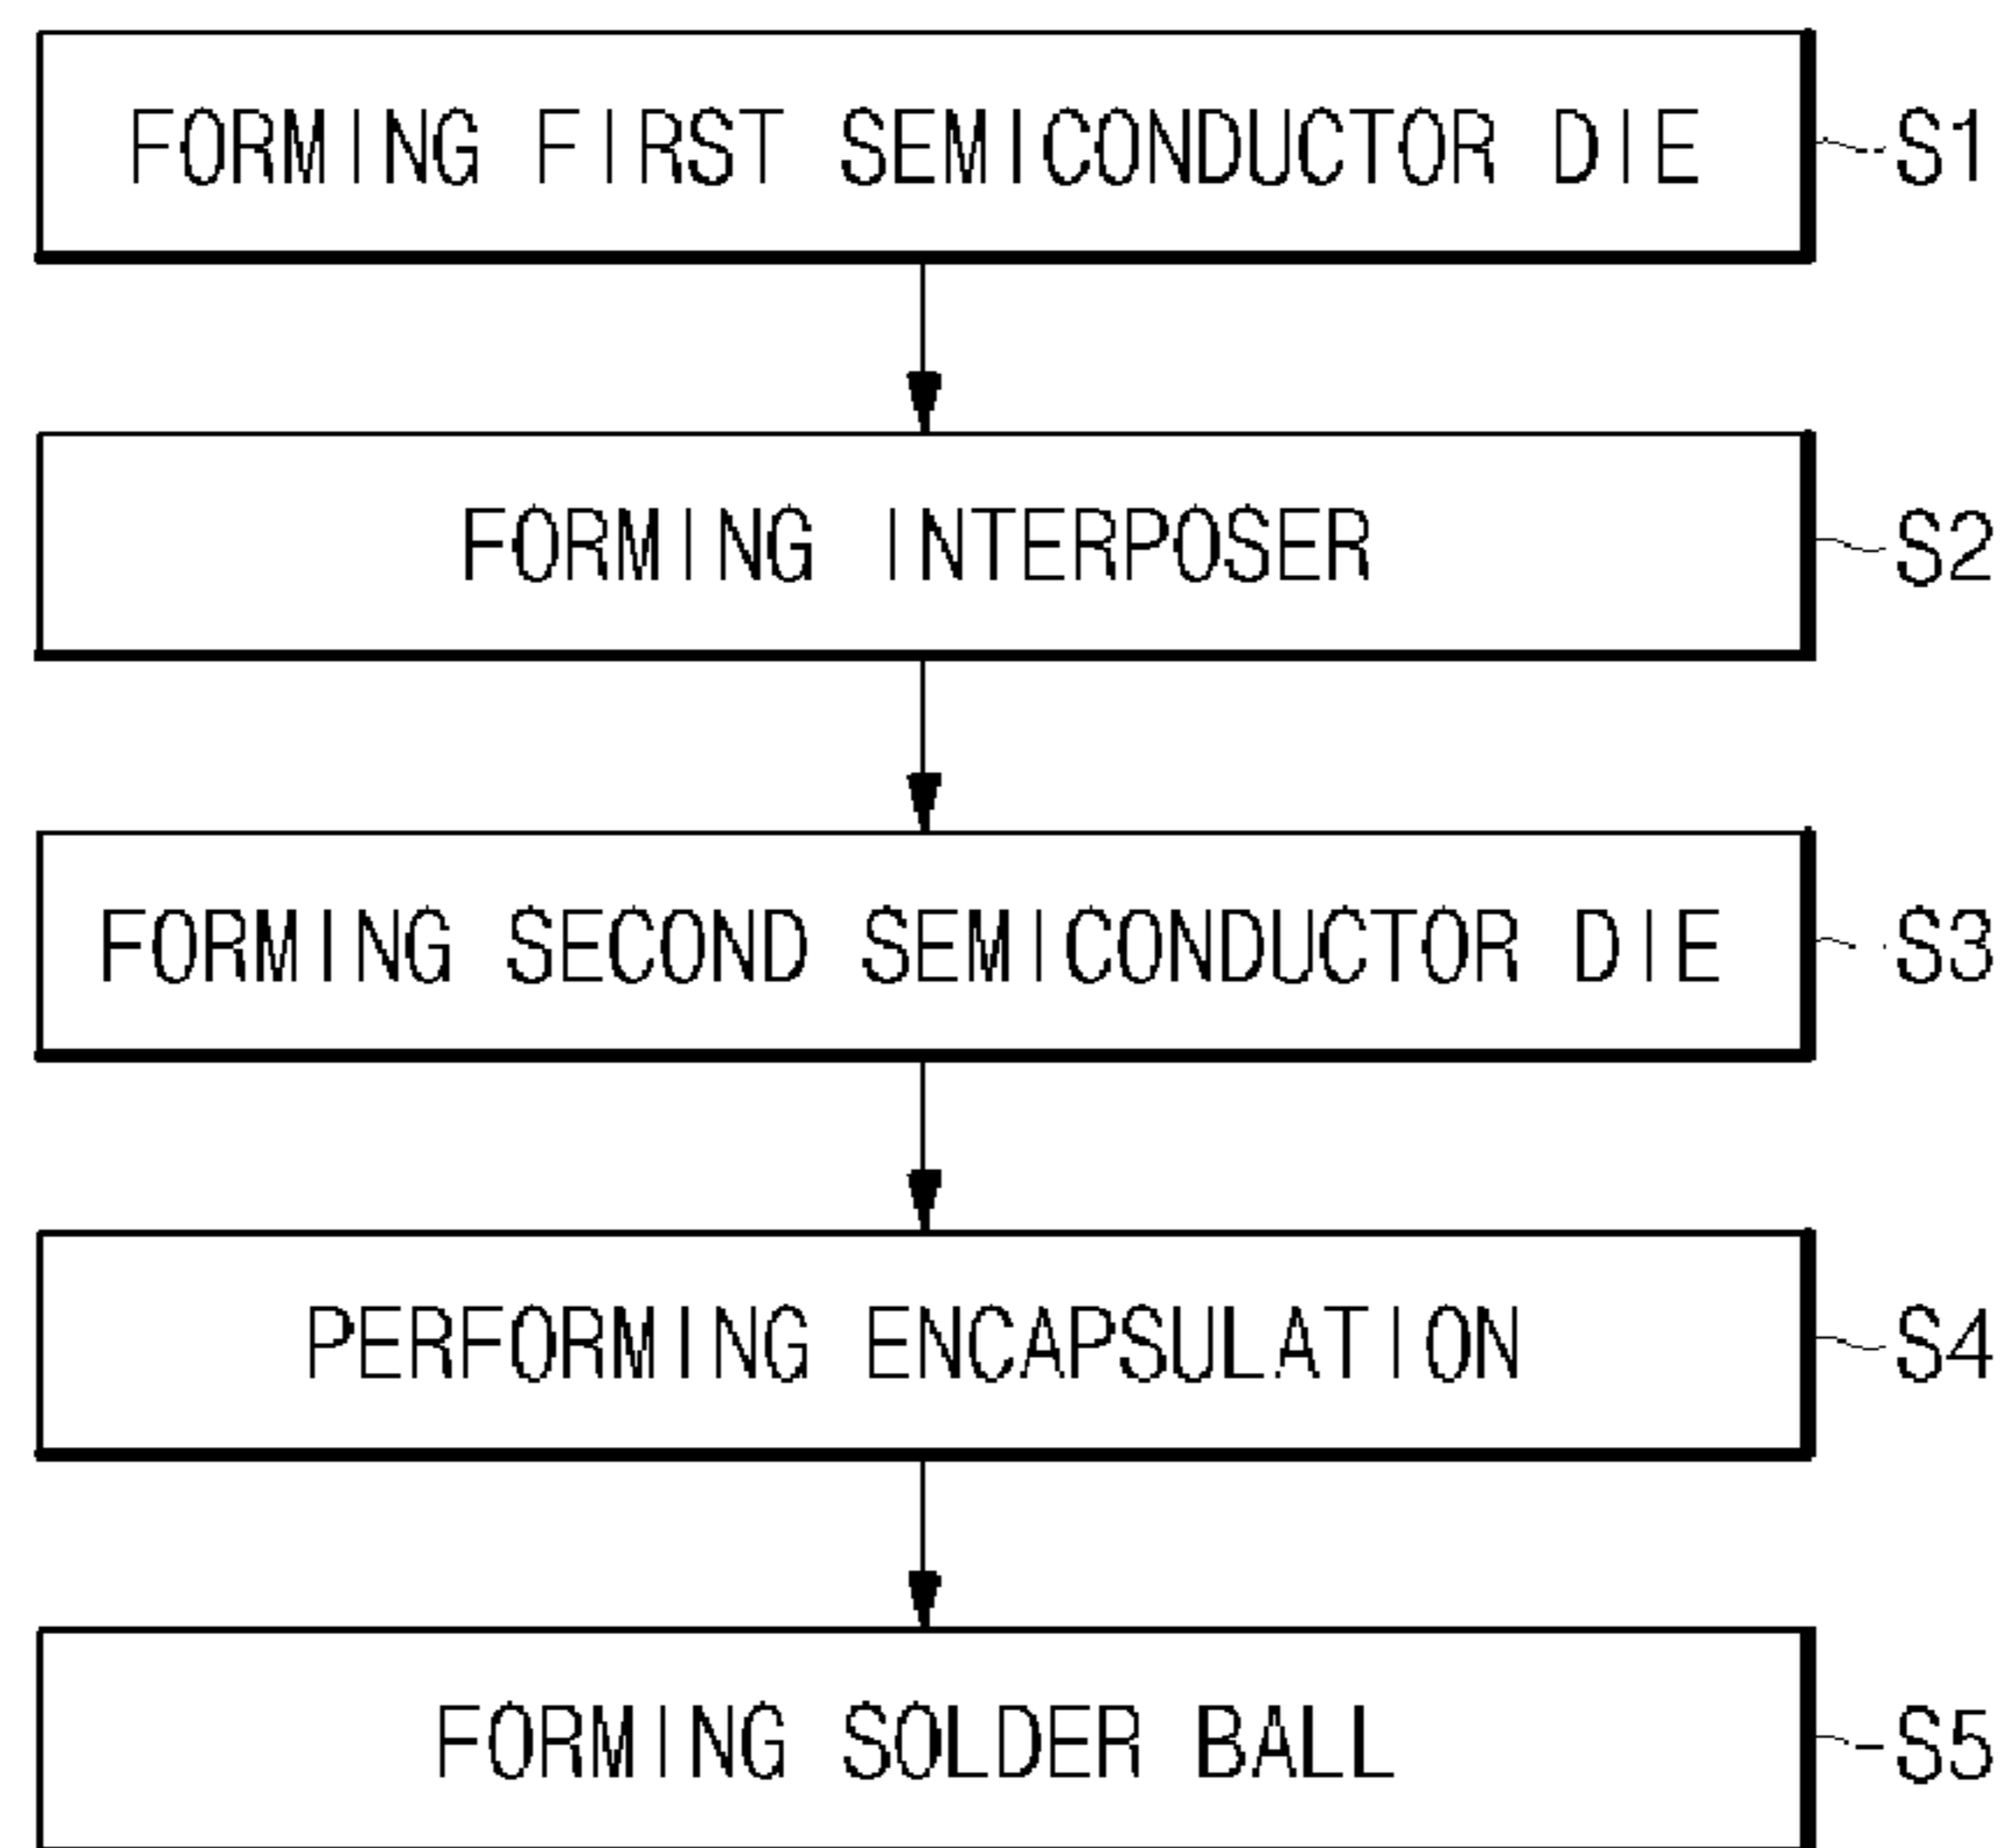 FORMING FIRST SEMICONDUCTOR DIE S1
FORMING INTERPOSER S2
FORMING SECOND SEMICONDUCTOR DIE S3
PERFORMING ENCAPSULATION S4
FORMING SOLDER BALL S5